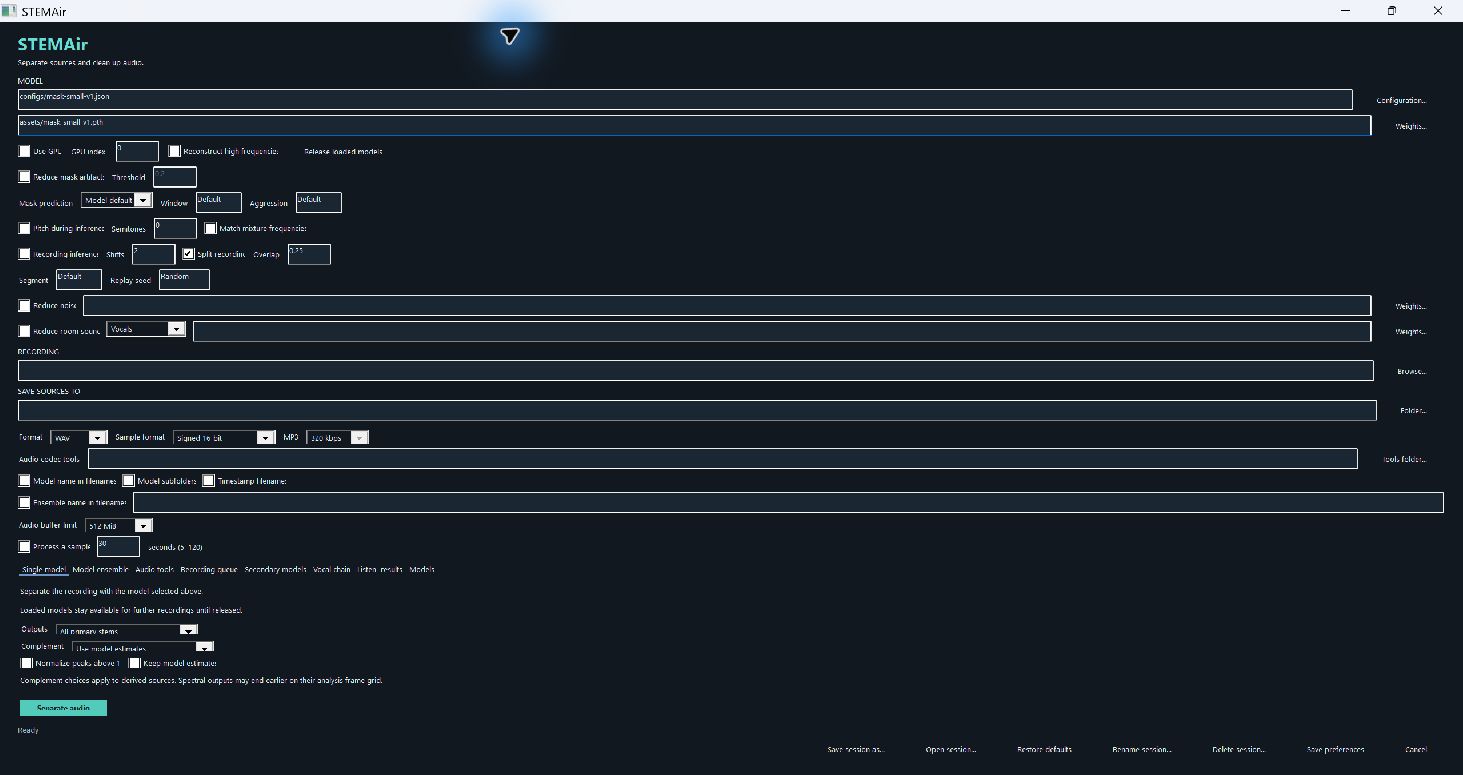 STEMAir
STEMAir
Separate sources and clean up audio.
MODEL
configs/mask-small-v1.json Configuration...
assets/mask-small-v1.pth Weights...
Use GPU GPU index 0 Reconstruct high frequencies Release loaded models
Reduce mask artifacts Threshold 0.2
Mask prediction Model default Window Default Aggression Default
Pitch during inference Semitones 0 Match mixture frequencies
Recording inference Shifts 2 Split recording Overlap 0.25
Segment Default Replay seed Random
Reduce noise Weights...
Reduce room sound Vocals Weights...
RECORDING
Browse...
SAVE SOURCES TO
Folder...
Format WAV Sample format Signed 16-bit MP3 320 kbps
Audio codec tools Tools folder...
Model name in filenames Model subfolders Timestamp filenames
Ensemble name in filenames
Audio buffer limit 512 MiB
Process a sample 30 seconds (5-120)
Single model Model ensemble Audio tools Recording queue Secondary models Vocal chain Listen results Models
Separate the recording with the model selected above.
Loaded models stay available for further recordings until released.
Outputs All primary stems
Complement Use model estimates
Normalize peaks above 1 Keep model estimates
Complement choices apply to derived sources. Spectral outputs may end earlier on their analysis frame grid.
Separate audio
Ready
Save session as... Open session... Restore defaults Rename session... Delete session... Save preferences Cancel